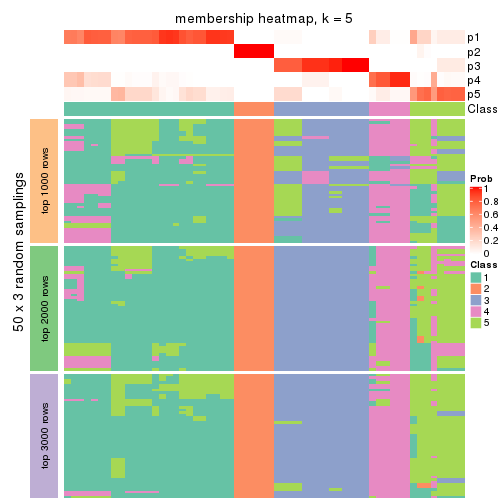 membership heatmap, k = 5
p1
p2
p3
p4
p5
Class
50 x 3 random samplings
top 1000 rows
top 2000 rows
top 3000 rows
Prob
1
0.8
0.6
0.4
0.2
0
Class
1
2
3
4
5